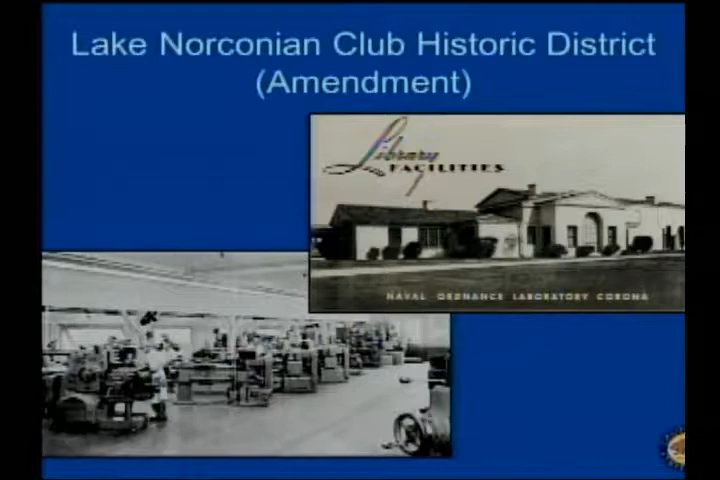 Lake Norconian Club Historic District
(Amendment)
Library
FACILITIES
NAVAL ORDNANCE LABORATORY CORONA